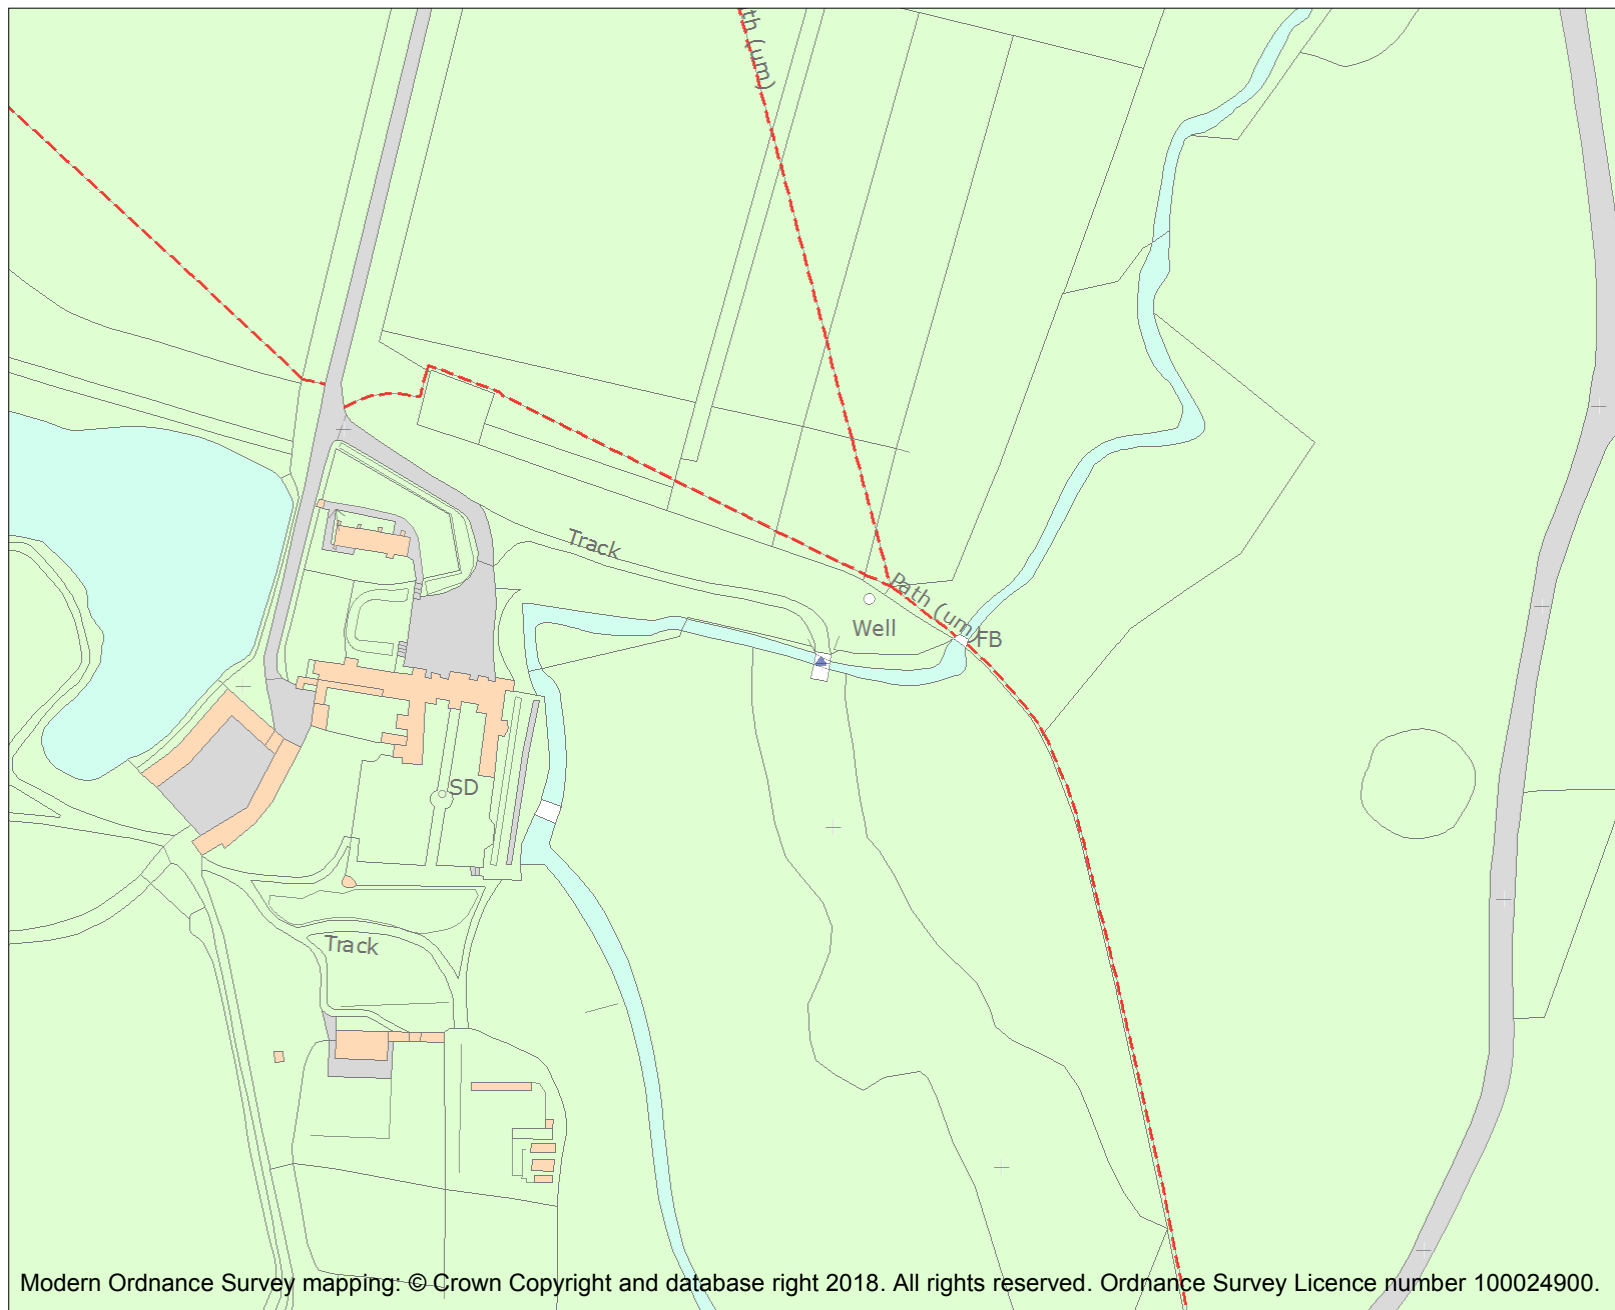 th (um)
Track
Path (um)
FB
Well
SD
Track
Modern Ordnance Survey mapping: © Crown Copyright and database right 2018. All rights reserved. Ordnance Survey Licence number 100024900.